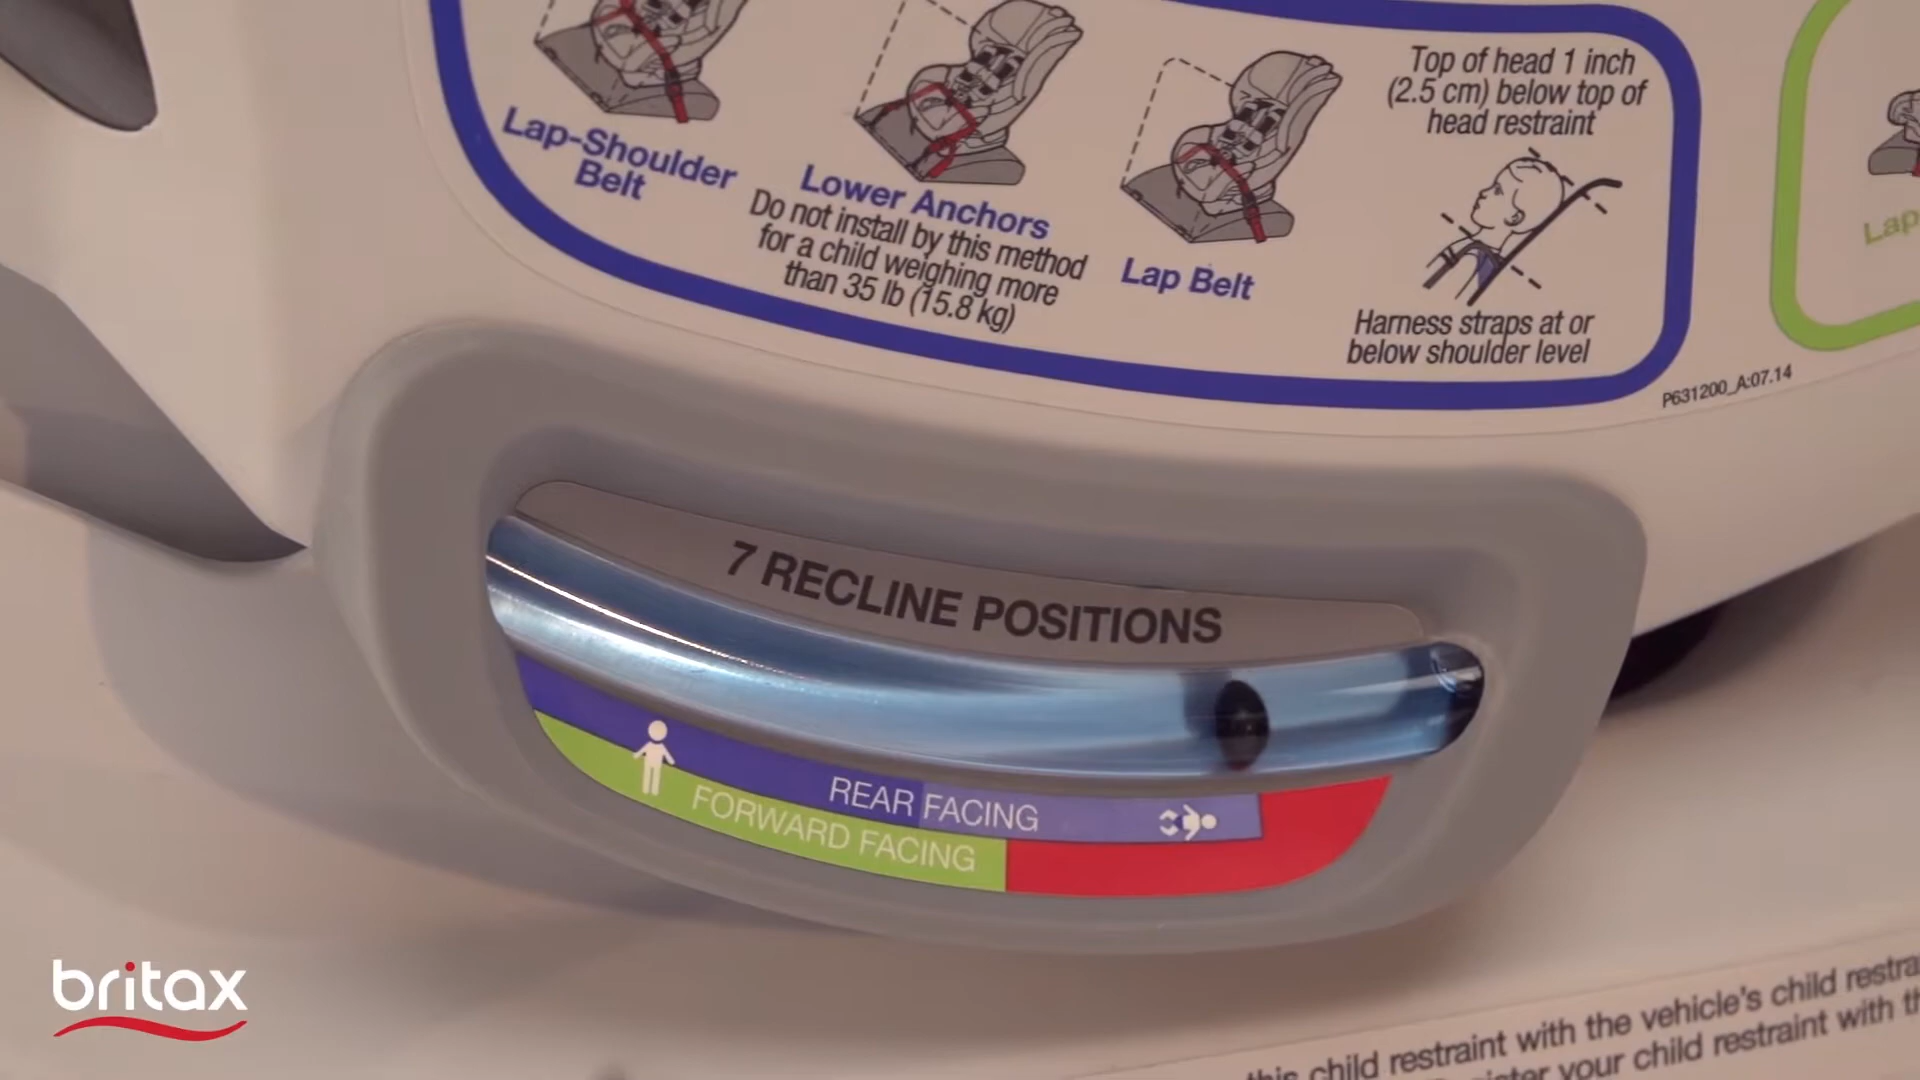 Lap-Shoulder
Belt
Lower Anchors
Do not install by this method
for a child weighing more
than 35 lb (15.8 kg)
Lap Belt
Top of head 1 inch
(2.5 cm) below top of
head restraint
Harness straps at or
below shoulder level
P631200_A:07.14
Lap
7 RECLINE POSITIONS
REAR FACING
FORWARD FACING
britax
this child restraint with the vehicle's child restra
your child restraint with th